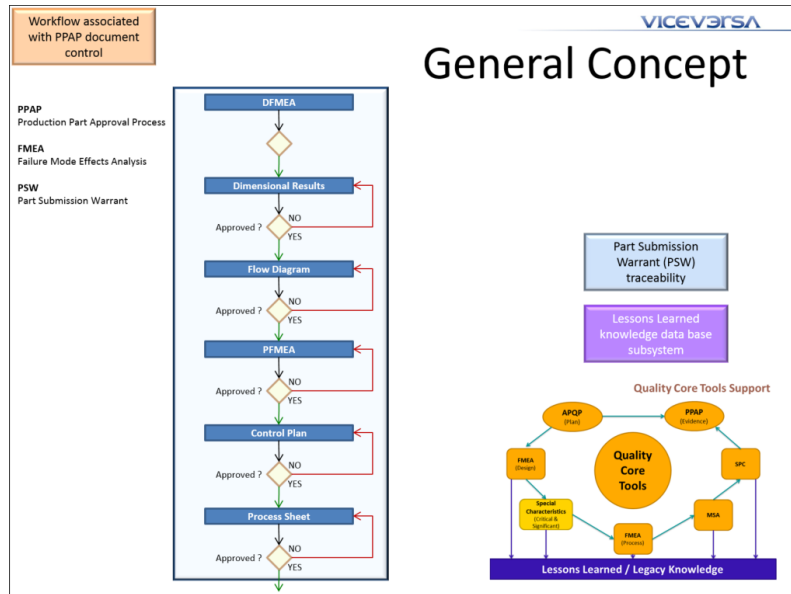 Workflow associated
with PPAP document
control
VICEVERSA
General Concept
PPAP
Production Part Approval Process
FMEA
Failure Mode Effects Analysis
PSW
Part Submission Warrant
DFMEA
Dimensional Results
Approved ?
NO
YES
Flow Diagram
Approved ?
NO
YES
PFMEA
Approved ?
NO
YES
Control Plan
Approved ?
NO
YES
Process Sheet
Approved ?
NO
YES
Part Submission
Warrant (PSW)
traceability
Lessons Learned
knowledge data base
subsystem
Quality Core Tools Support
APQP
(Plan)
PPAP
(Evidence)
FMEA
(Design)
Quality
Core
Tools
SPC
Special
Characteristics
(Critical &
Significant)
MSA
FMEA
(Process)
Lessons Learned / Legacy Knowledge